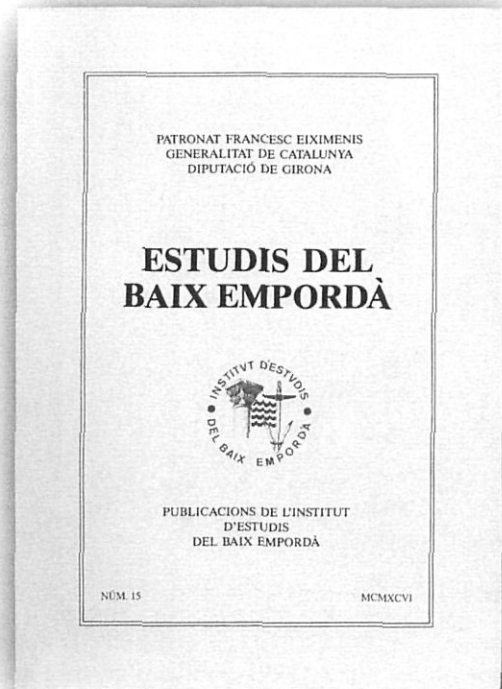 PATRONAT FRANCESC EIXIMENIS
GENERALITAT DE CATALUNYA
DIPUTACIÓ DE GIRONA
ESTUDIS DEL
BAIX EMPORDÀ
INSTITVT D'ESTVDIS
DEL BAIX EMPORDÀ
PUBLICACIONS DE L'INSTITUT
D'ESTUDIS
DEL BAIX EMPORDÀ
NÚM. 15
MCMXCVI